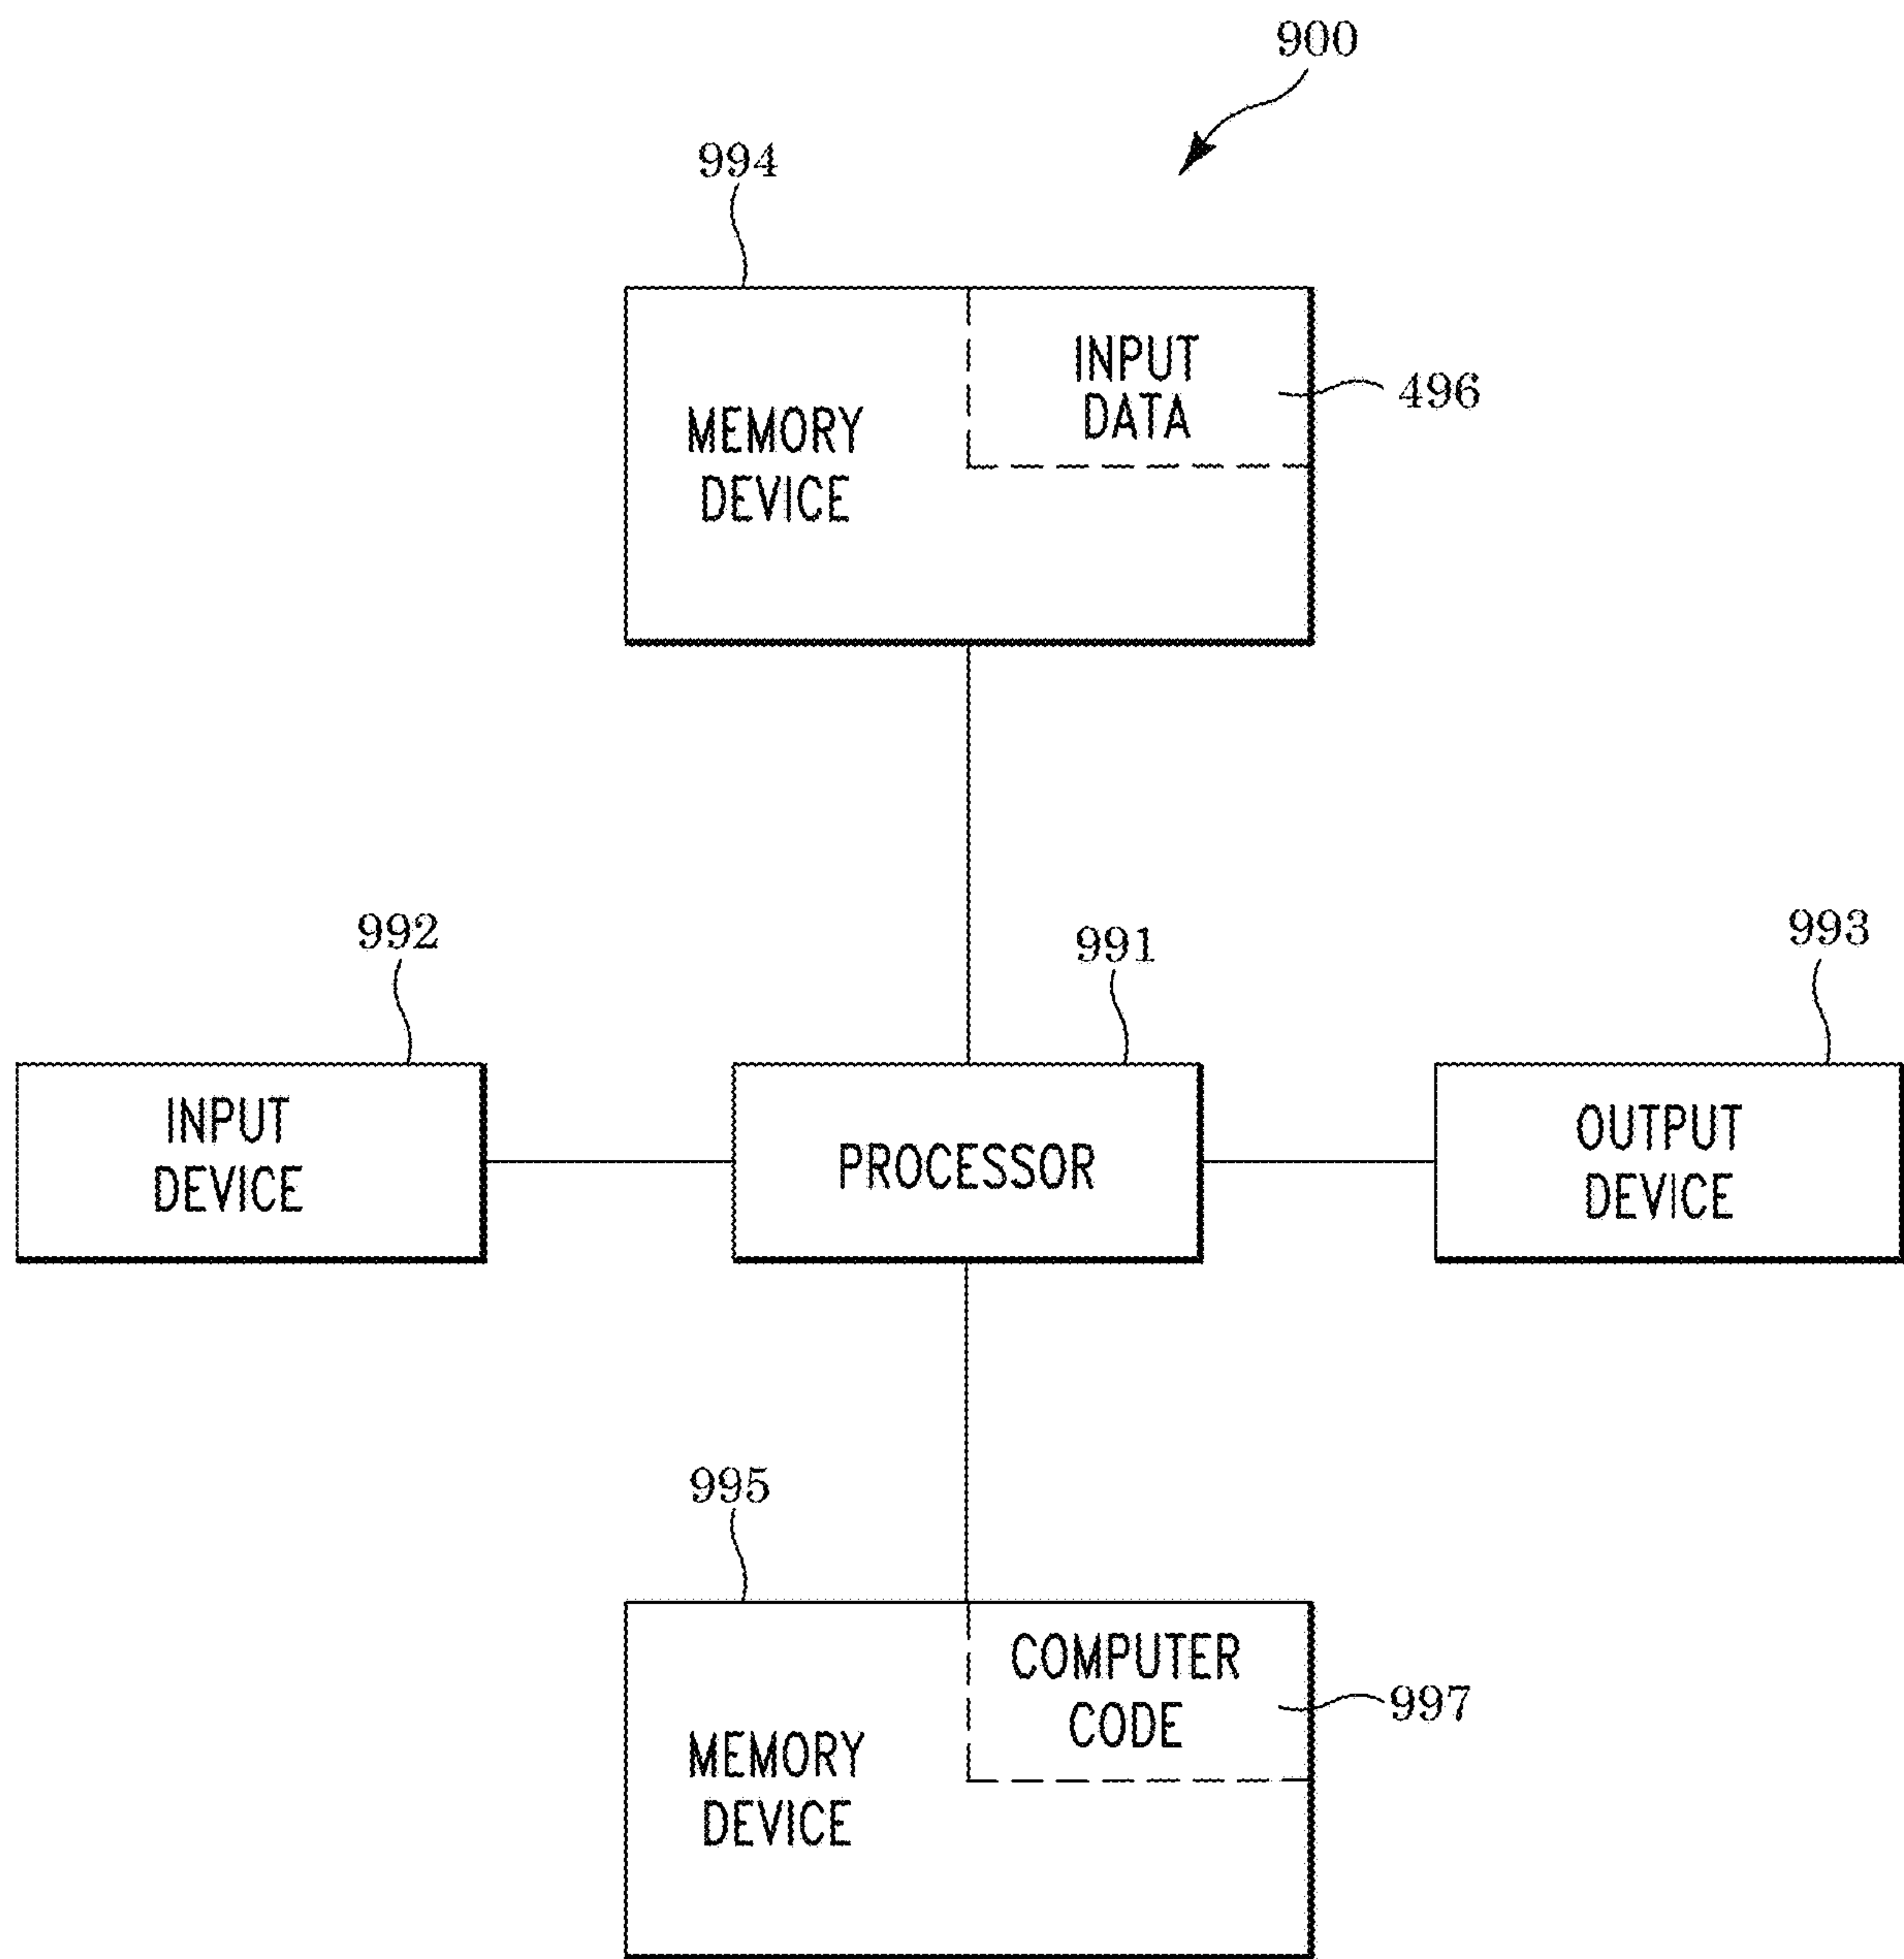 900
994
INPUT
DATA
496
MEMORY
DEVICE
992
991
993
INPUT
DEVICE
PROCESSOR
OUTPUT
DEVICE
995
COMPUTER
CODE
997
MEMORY
DEVICE